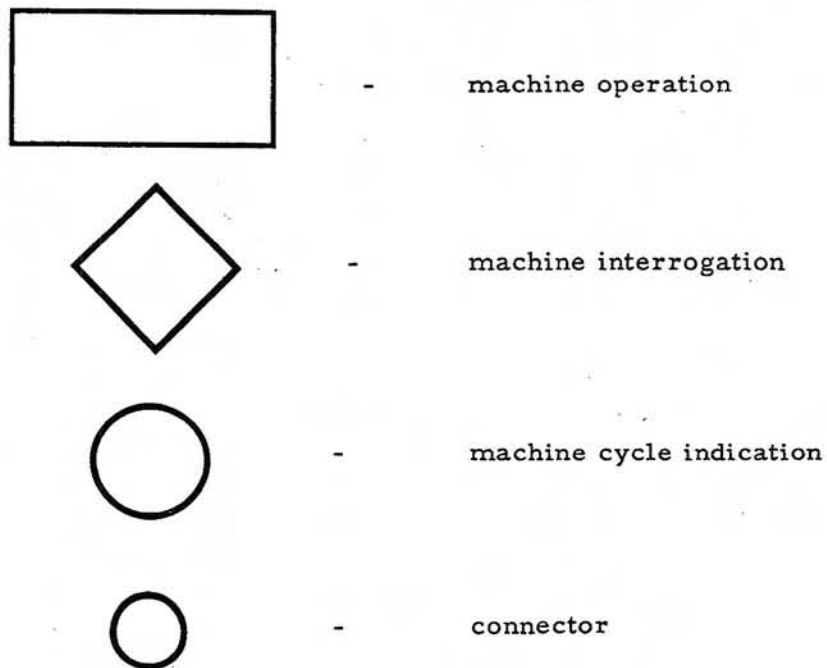 - machine operation
- machine interrogation
- machine cycle indication
- connector